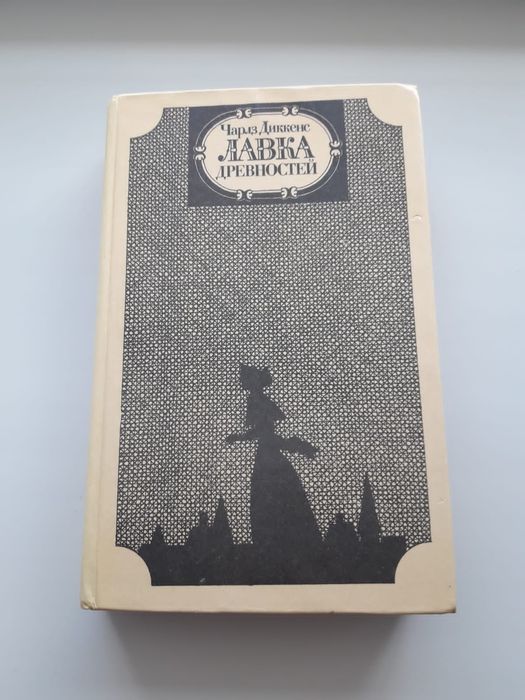 Чарлз Диккенс
ЛАВКА
ДРЕВНОСТЕЙ